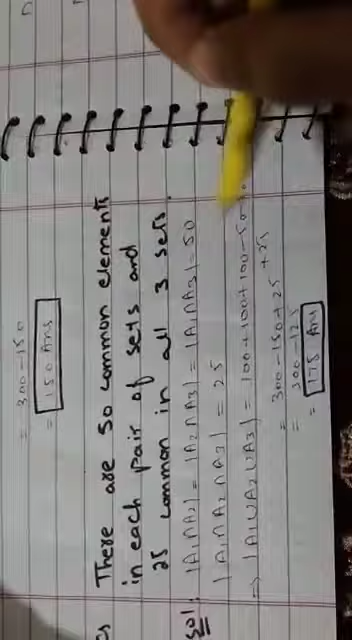 = 300-150
= 150 Ans
There are 50 common elements
in each pair of sets and
25 common in all 3 sets.
Sol: |A1∩A2| = |A2∩A3| = |A1∩A3| = 50
|A1∩A2∩A3| = 25
⇒ |A1∪A2∪A3| = 100+100+100-50
+25
= 300-150+25
= 300-125
= 175 Ans